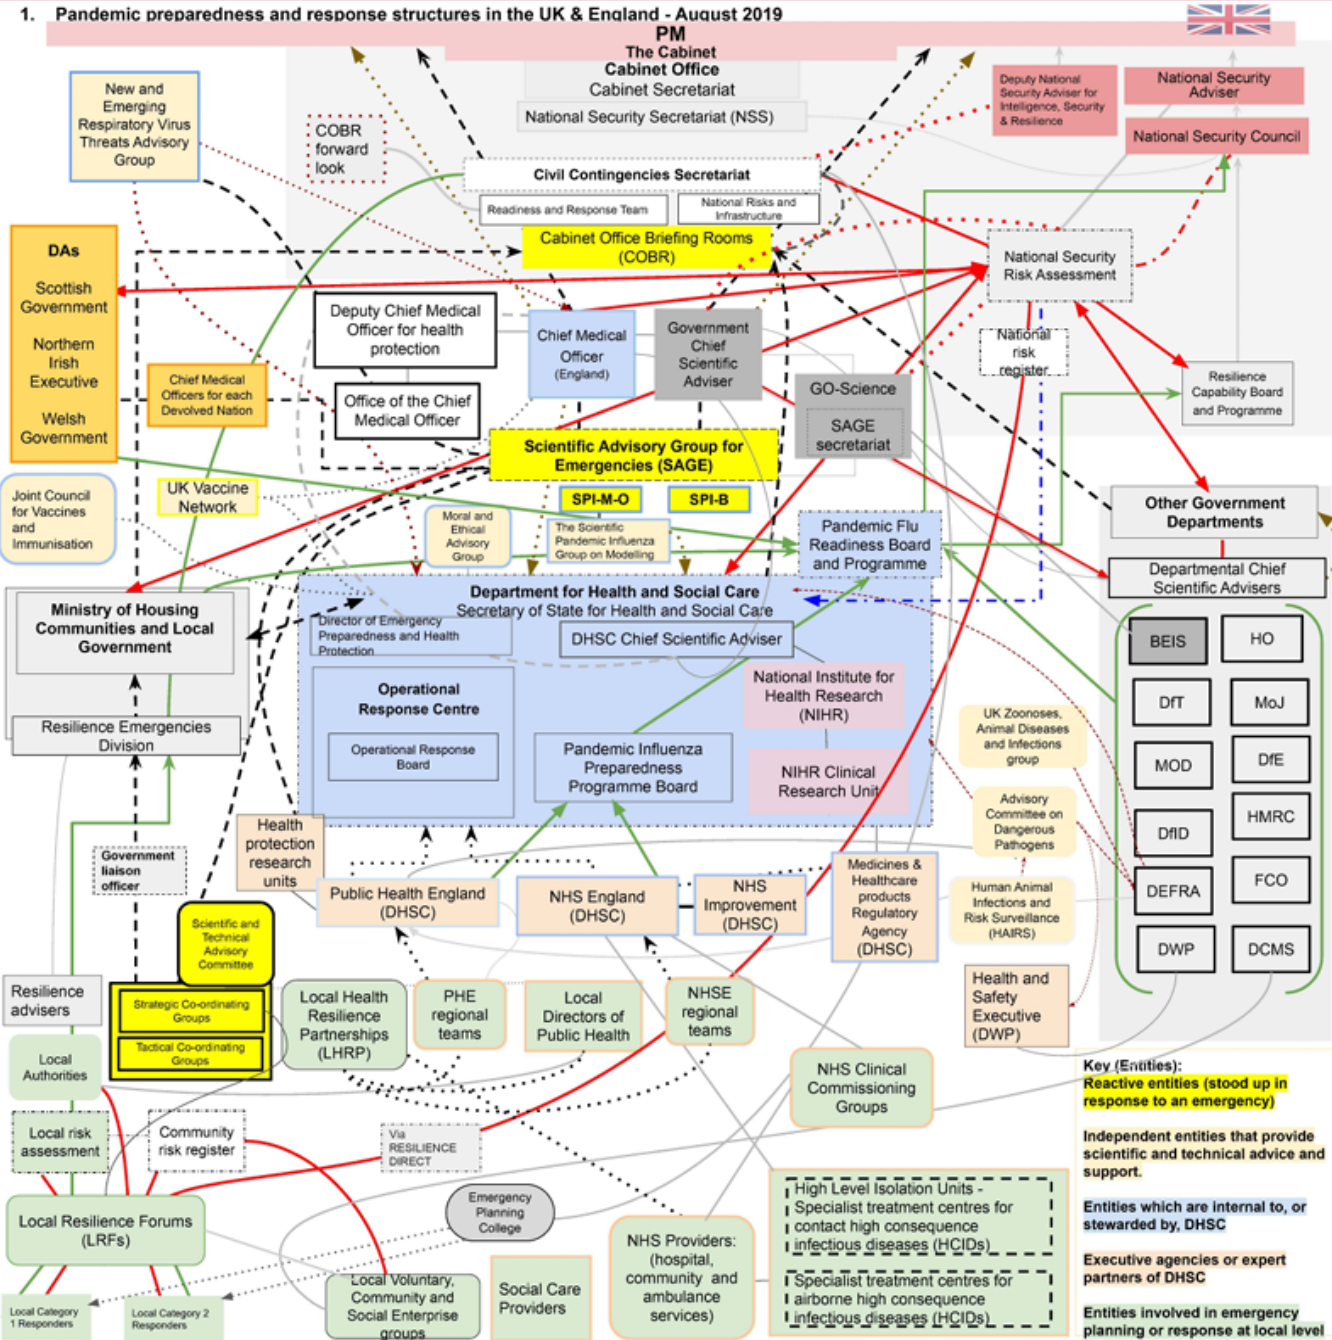 1. Pandemic preparedness and response structures in the UK & England - August 2019
PM
The Cabinet
Cabinet Office
Cabinet Secretariat
National Security Secretariat (NSS)
Deputy National
Security Adviser for
Intelligence, Security
& Resilience
National Security
Adviser
National Security Council
New and
Emerging
Respiratory Virus
Threats Advisory
Group
COBR
forward
look
Civil Contingencies Secretariat
Readiness and Response Team
National Risks and
Infrastructure
Cabinet Office Briefing Rooms
(COBR)
National Security
Risk Assessment
DAs
Scottish
Government
Northern
Irish
Executive
Welsh
Government
Deputy Chief Medical
Officer for health
protection
Chief Medical
Officer
(England)
Government
Chief
Scientific
Adviser
National
risk
register
Resilience
Capability Board
and Programme
Chief Medical
Officers for each
Devolved Nation
Office of the Chief
Medical Officer
GO-Science
SAGE
secretariat
Scientific Advisory Group for
Emergencies (SAGE)
SPI-M-O
SPI-B
Joint Council
for Vaccines
and
Immunisation
UK Vaccine
Network
Moral and
Ethical
Advisory
Group
The Scientific
Pandemic Influenza
Group on Modelling
Pandemic Flu
Readiness Board
and Programme
Other Government
Departments
Departmental Chief
Scientific Advisers
Ministry of Housing
Communities and Local
Government
Resilience Emergencies
Division
Department for Health and Social Care
Secretary of State for Health and Social Care
Director of Emergency
Preparedness and Health
Protection
DHSC Chief Scientific Adviser
Operational
Response Centre
Operational Response
Board
National Institute for
Health Research
(NIHR)
NIHR Clinical
Research Unit
Pandemic Influenza
Preparedness
Programme Board
BEIS
HO
DfT
MoJ
MOD
DfE
DfID
HMRC
DEFRA
FCO
DWP
DCMS
UK Zoonoses,
Animal Diseases
and Infections
group
Advisory
Committee on
Dangerous
Pathogens
Human Animal
Infections and
Risk Surveillance
(HAIRS)
Health and
Safety
Executive
(DWP)
Health
protection
research
units
Government
liaison
officer
Public Health England
(DHSC)
NHS England
(DHSC)
NHS
Improvement
(DHSC)
Medicines &
Healthcare
products
Regulatory
Agency
(DHSC)
Scientific and
Technical
Advisory
Committee
Resilience
advisers
Strategic Co-ordinating
Groups
Tactical Co-ordinating
Groups
Local Health
Resilience
Partnerships
(LHRP)
PHE
regional
teams
Local
Directors of
Public Health
NHSE
regional
teams
Local
Authorities
NHS Clinical
Commissioning
Groups
Local risk
assessment
Community
risk register
Via
RESILIENCE
DIRECT
Local Resilience Forums
(LRFs)
Emergency
Planning
College
Local Category
1 Responders
Local Category 2
Responders
Local Voluntary,
Community and
Social Enterprise
groups
Social Care
Providers
NHS Providers:
(hospital,
community and
ambulance
services)
High Level Isolation Units -
Specialist treatment centres for
contact high consequence
infectious diseases (HCIDs)
Specialist treatment centres for
airborne high consequence
infectious diseases (HCIDs)
Key (Entities):
Reactive entities (stood up in
response to an emergency)
Independent entities that provide
scientific and technical advice and
support.
Entities which are internal to, or
stewarded by, DHSC
Executive agencies or expert
partners of DHSC
Entities involved in emergency
planning or response at local level